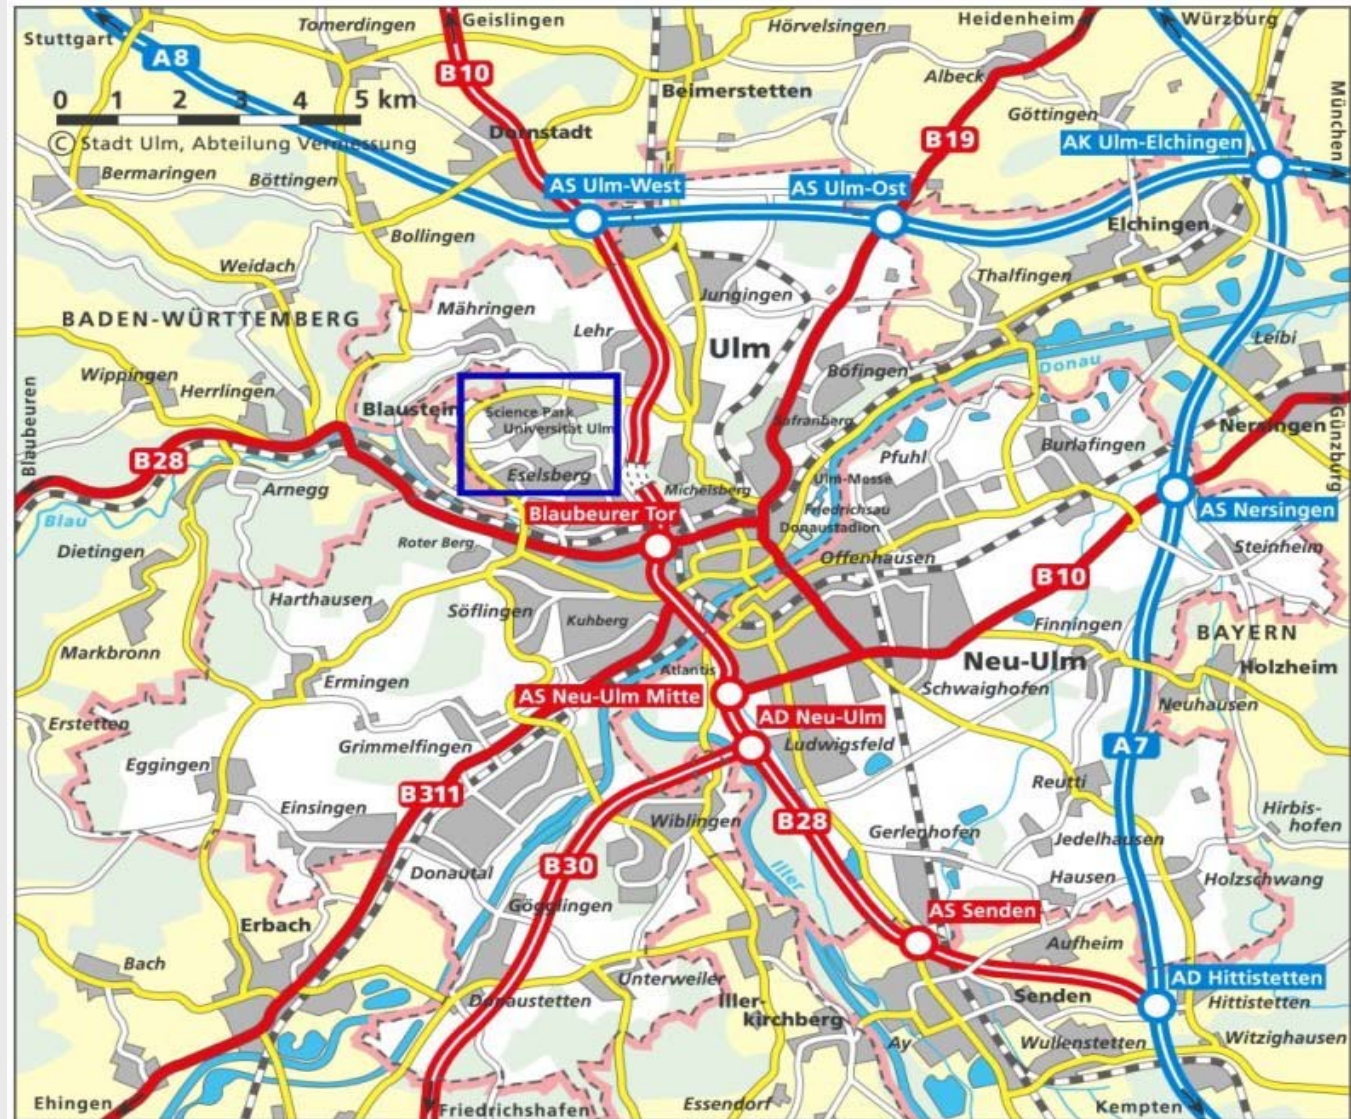 Stuttgart
Tomerdingen
Geislingen
Hörvelsingen
Heidenheim
Würzburg
A8
B10
Albeck
Beimerstetten
Göttingen
München
0 1 2 3 4 5 km
© Stadt Ulm, Abteilung Vermessung
Dornstadt
B19
AK Ulm-Elchingen
Bermaringen
Böttingen
AS Ulm-West
AS Ulm-Ost
Bollingen
Elchingen
Weidach
Thalfingen
Mähringen
Jungingen
BADEN-WÜRTTEMBERG
Lehr
Ulm
Leibi
Donau
Wippingen
Herrlingen
Böfingen
Blaubeuren
Blaustein
Science Park
Universität Ulm
Safranberg
Nersingen
Günzburg
Burlafingen
Pfuhl
B28
Arnegg
Eselsberg
Michelsberg
Ulm-Messe
Blau
Blaubeurer Tor
Friedrichsau
Donaustadion
Donau
AS Nersingen
Dietingen
Roter Berg
Offenhausen
Steinheim
B10
Harthausen
Söflingen
Kuhberg
Finningen
BAYERN
Markbronn
Neu-Ulm
Holzheim
Ermingen
Atlantis
Schwaighofen
AS Neu-Ulm Mitte
Neuhausen
Erstetten
AD Neu-Ulm
Grimmelfingen
Ludwigsfeld
A7
Eggingen
Reutti
B311
Einsingen
Wiblingen
B28
Hirbis-
hofen
Gerlenhofen
Jedelhausen
B30
Donautal
Iller
Hausen
Holzschwang
Gögglingen
AS Senden
Erbach
Aufheim
Bach
Unterweiler
AD Hittistetten
Donaustetten
Iller-
kirchberg
Senden
Hittistetten
Ay
Wullenstetten
Witzighausen
Ehingen
Friedrichshafen
Essendorf
Kempten